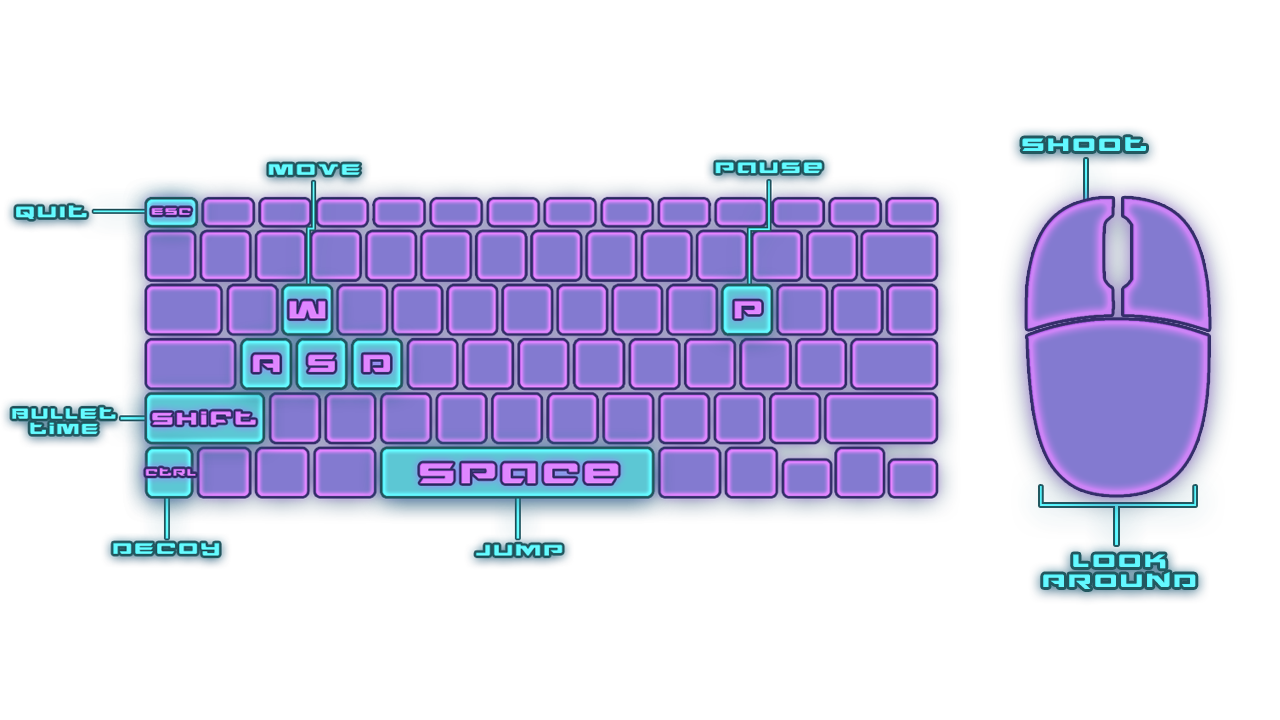 SHOOT
MOVE
PAUSE
QUIT
ESC
W
P
A
S
D
BULLET
TIME
SHIFT
CTRL
SPACE
DECOY
JUMP
LOOK
AROUND